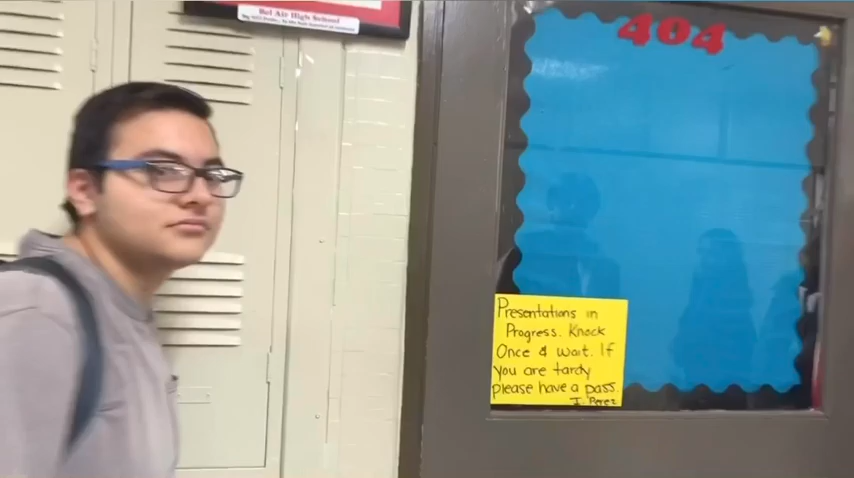 Bel Air High School
404
Presentations in
Progress. Knock
Once & wait. If
you are tardy
please have a pass.
I. Perez